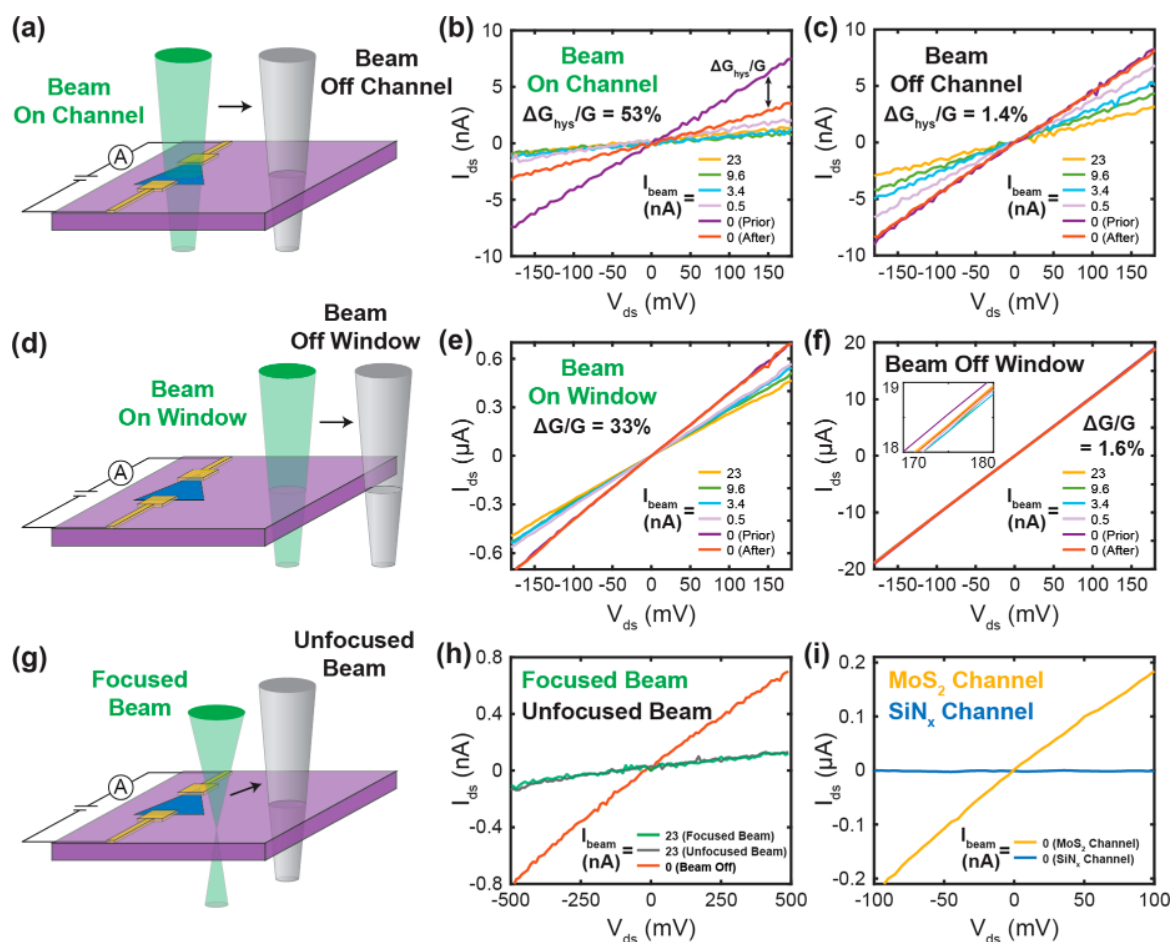 (a)
Beam
On Channel
Beam
Off Channel
A
(b)
10
5
0
-5
-10
I_ds (nA)
Beam
On Channel
ΔG_hys/G = 53%
ΔG_hys/G
I_beam
(nA) =
23
9.6
3.4
0.5
0 (Prior)
0 (After)
-150 -100 -50 0 50 100 150
V_ds (mV)
(c)
10
5
0
-5
-10
I_ds (nA)
Beam
Off Channel
ΔG_hys/G = 1.4%
I_beam
(nA) =
23
9.6
3.4
0.5
0 (Prior)
0 (After)
-150 -100 -50 0 50 100 150
V_ds (mV)
(d)
Beam
On Window
Beam
Off Window
A
(e)
0.6
0.3
0
-0.3
-0.6
I_ds (µA)
Beam
On Window
ΔG/G = 33%
I_beam
(nA) =
23
9.6
3.4
0.5
0 (Prior)
0 (After)
-150 -100 -50 0 50 100 150
V_ds (mV)
(f)
20
10
0
-10
-20
I_ds (µA)
Beam Off Window
19
18
170 180
ΔG/G
= 1.6%
I_beam
(nA) =
23
9.6
3.4
0.5
0 (Prior)
0 (After)
-150 -100 -50 0 50 100 150
V_ds (mV)
(g)
Focused
Beam
Unfocused
Beam
A
(h)
0.8
0.4
0
-0.4
-0.8
I_ds (nA)
Focused Beam
Unfocused Beam
I_beam
(nA) =
23 (Focused Beam)
23 (Unfocused Beam)
0 (Beam Off)
-500 -250 0 250 500
V_ds (mV)
(i)
0.2
0.1
0
-0.1
-0.2
I_ds (µA)
MoS₂ Channel
SiNₓ Channel
I_beam
(nA) =
0 (MoS₂ Channel)
0 (SiNₓ Channel)
-100 -50 0 50 100
V_ds (mV)